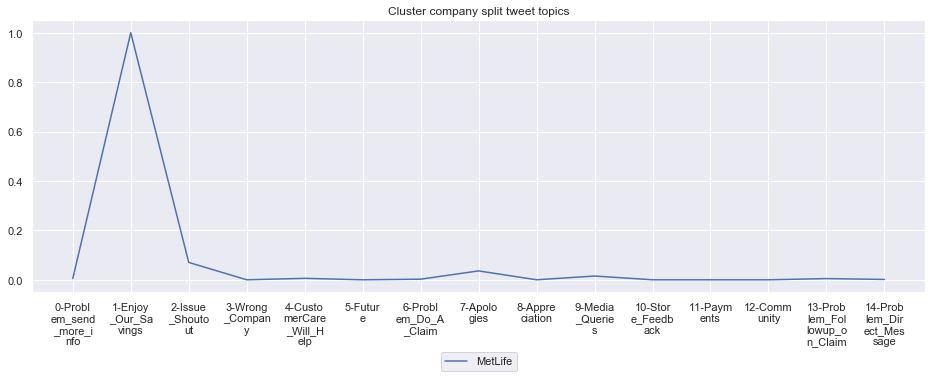 Cluster company split tweet topics
1.0
0.8
0.6
0.4
0.2
0.0
0-Probl
em_send
_more_i
nfo
1-Enjoy
_Our_Sa
vings
2-Issue
_Shouto
ut
3-Wrong
_Compan
y
4-Custo
merCare
_Will_H
elp
5-Futur
e
6-Probl
em_Do_A
_Claim
7-Apolo
gies
8-Appre
ciation
9-Media
_Querie
s
10-Stor
e_Feedb
ack
11-Paym
ents
12-Comm
unity
13-Prob
lem_Fol
lowup_o
n_Claim
14-Prob
lem_Dir
ect_Mes
sage
MetLife